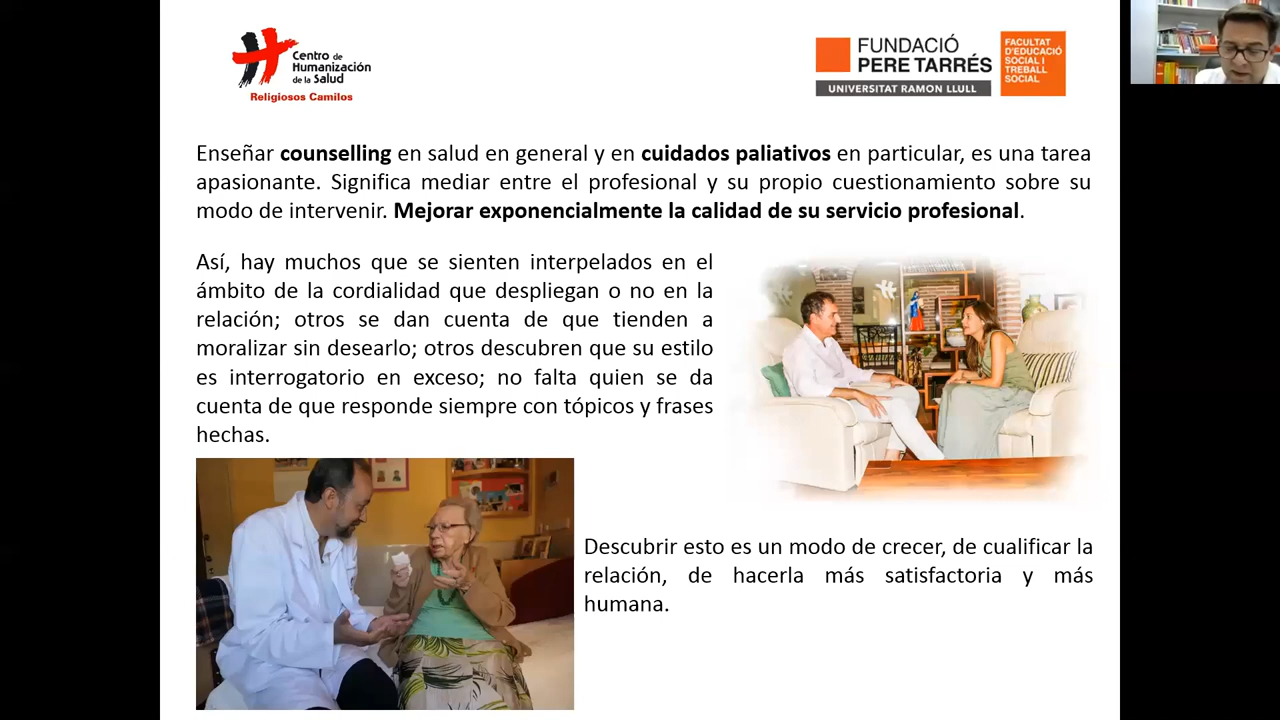 Centro de
Humanización
de la Salud
Religiosos Camilos
FUNDACIÓ
PERE TARRÉS
UNIVERSITAT RAMON LLULL
FACULTAT
D'EDUCACIÓ
SOCIAL I
TREBALL
SOCIAL
Enseñar counselling en salud en general y en cuidados paliativos en particular, es una tarea
apasionante. Significa mediar entre el profesional y su propio cuestionamiento sobre su
modo de intervenir. Mejorar exponencialmente la calidad de su servicio profesional.
Así, hay muchos que se sienten interpelados en el
ámbito de la cordialidad que despliegan o no en la
relación; otros se dan cuenta de que tienden a
moralizar sin desearlo; otros descubren que su estilo
es interrogatorio en exceso; no falta quien se da
cuenta de que responde siempre con tópicos y frases
hechas.
Descubrir esto es un modo de crecer, de cualificar la
relación, de hacerla más satisfactoria y más
humana.